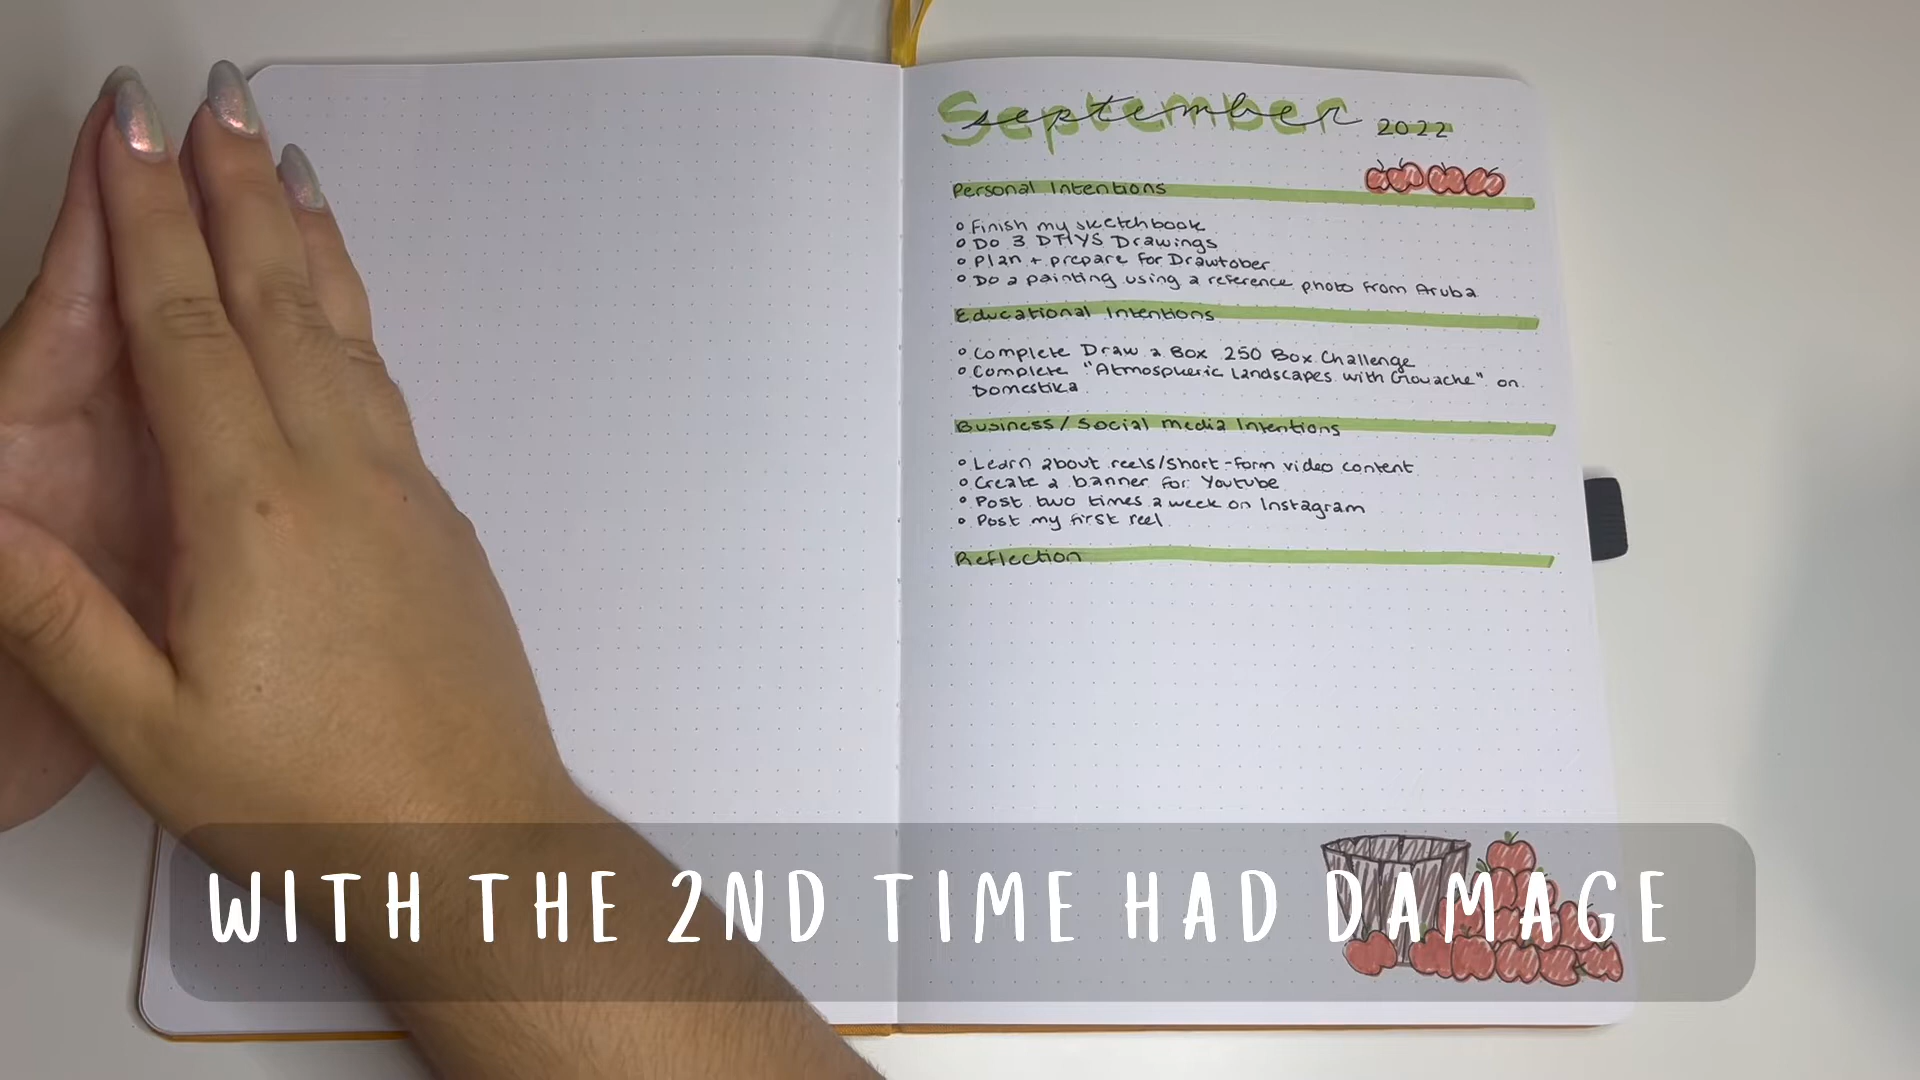 September
september
2022
Personal Intentions
Finish my sketchbook
Do 3 DTIYS Drawings
Plan + prepare for Drawtober
Do a painting using a reference photo from Aruba
Educational Intentions
Complete Draw a Box 250 Box Challenge
Complete "Atmospheric Landscapes with Gouache" on
Domestika
Business/Social media Intentions
Learn about reels/short-form video content
Create a banner for Youtube
Post two times a week on Instagram
Post my first reel
Reflection
WITH THE 2ND TIME HAD DAMAGE